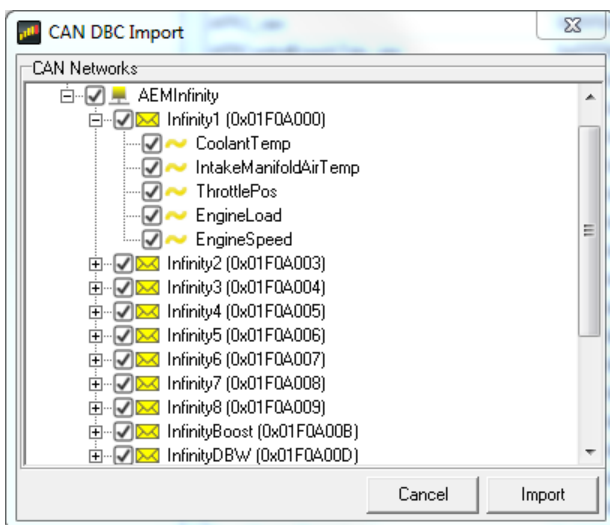 CAN DBC Import
CAN Networks
AEMInfinity
Infinity1 (0x01F0A000)
CoolantTemp
IntakeManifoldAirTemp
ThrottlePos
EngineLoad
EngineSpeed
Infinity2 (0x01F0A003)
Infinity3 (0x01F0A004)
Infinity4 (0x01F0A005)
Infinity5 (0x01F0A006)
Infinity6 (0x01F0A007)
Infinity7 (0x01F0A008)
Infinity8 (0x01F0A009)
InfinityBoost (0x01F0A00B)
InfinityDBW (0x01F0A00D)
Cancel Import